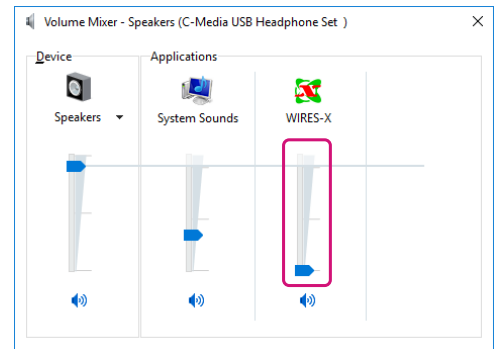 Volume Mixer - Speakers (C-Media USB Headphone Set )
Device
Applications
Speakers
System Sounds
WIRES-X